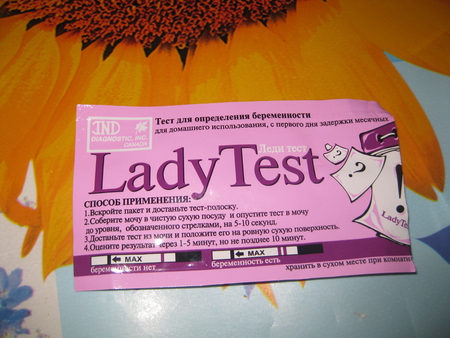 IND
DIAGNOSTIC, INC.
CANADA
Тест для определения беременности
для домашнего использования, с первого дня задержки месячных
Леди тест
LadyTest
СПОСОБ ПРИМЕНЕНИЯ:
1.Вскройте пакет и достаньте тест-полоску.
2.Соберите мочу в чистую сухую посуду и опустите тест в мочу
до уровня, обозначенного стрелками, на 5-10 секунд.
3.Достаньте тест из мочи и положите его на ровную сухую поверхность.
4.Оцените результат через 1-5 минут, но не позднее 10 минут.
MAX
MAX
беременности нет
беременность есть
хранить в сухом месте при комнатн
?
?
!
LadyTe